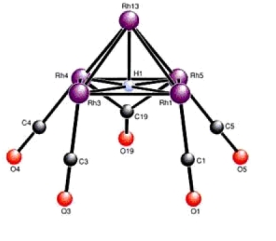 Rh13
Rh4 H1 Rh5
Rh3 Rh1
C4 C19 C5
O19
C3 C1
O4 O5
O3 O1